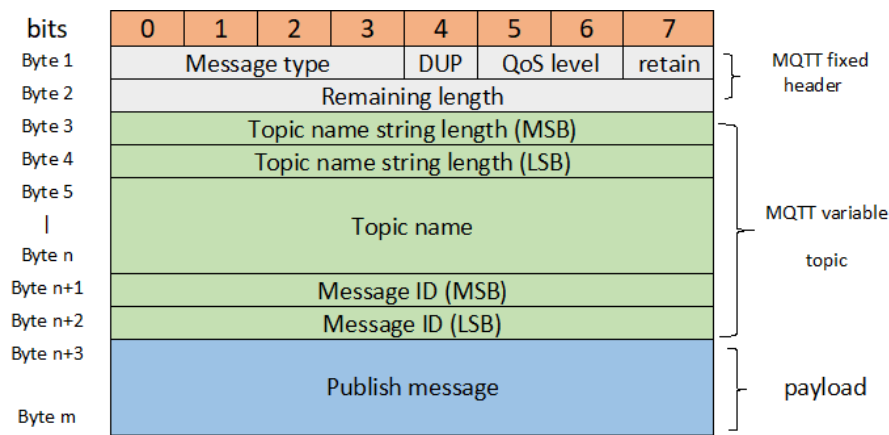 bits 0 1 2 3 4 5 6 7
Byte 1 Message type DUP QoS level retain
Byte 2 Remaining length
MQTT fixed
header
Byte 3 Topic name string length (MSB)
Byte 4 Topic name string length (LSB)
Byte 5
|
Byte n
Topic name
Byte n+1 Message ID (MSB)
Byte n+2 Message ID (LSB)
MQTT variable
topic
Byte n+3
Publish message
Byte m
payload